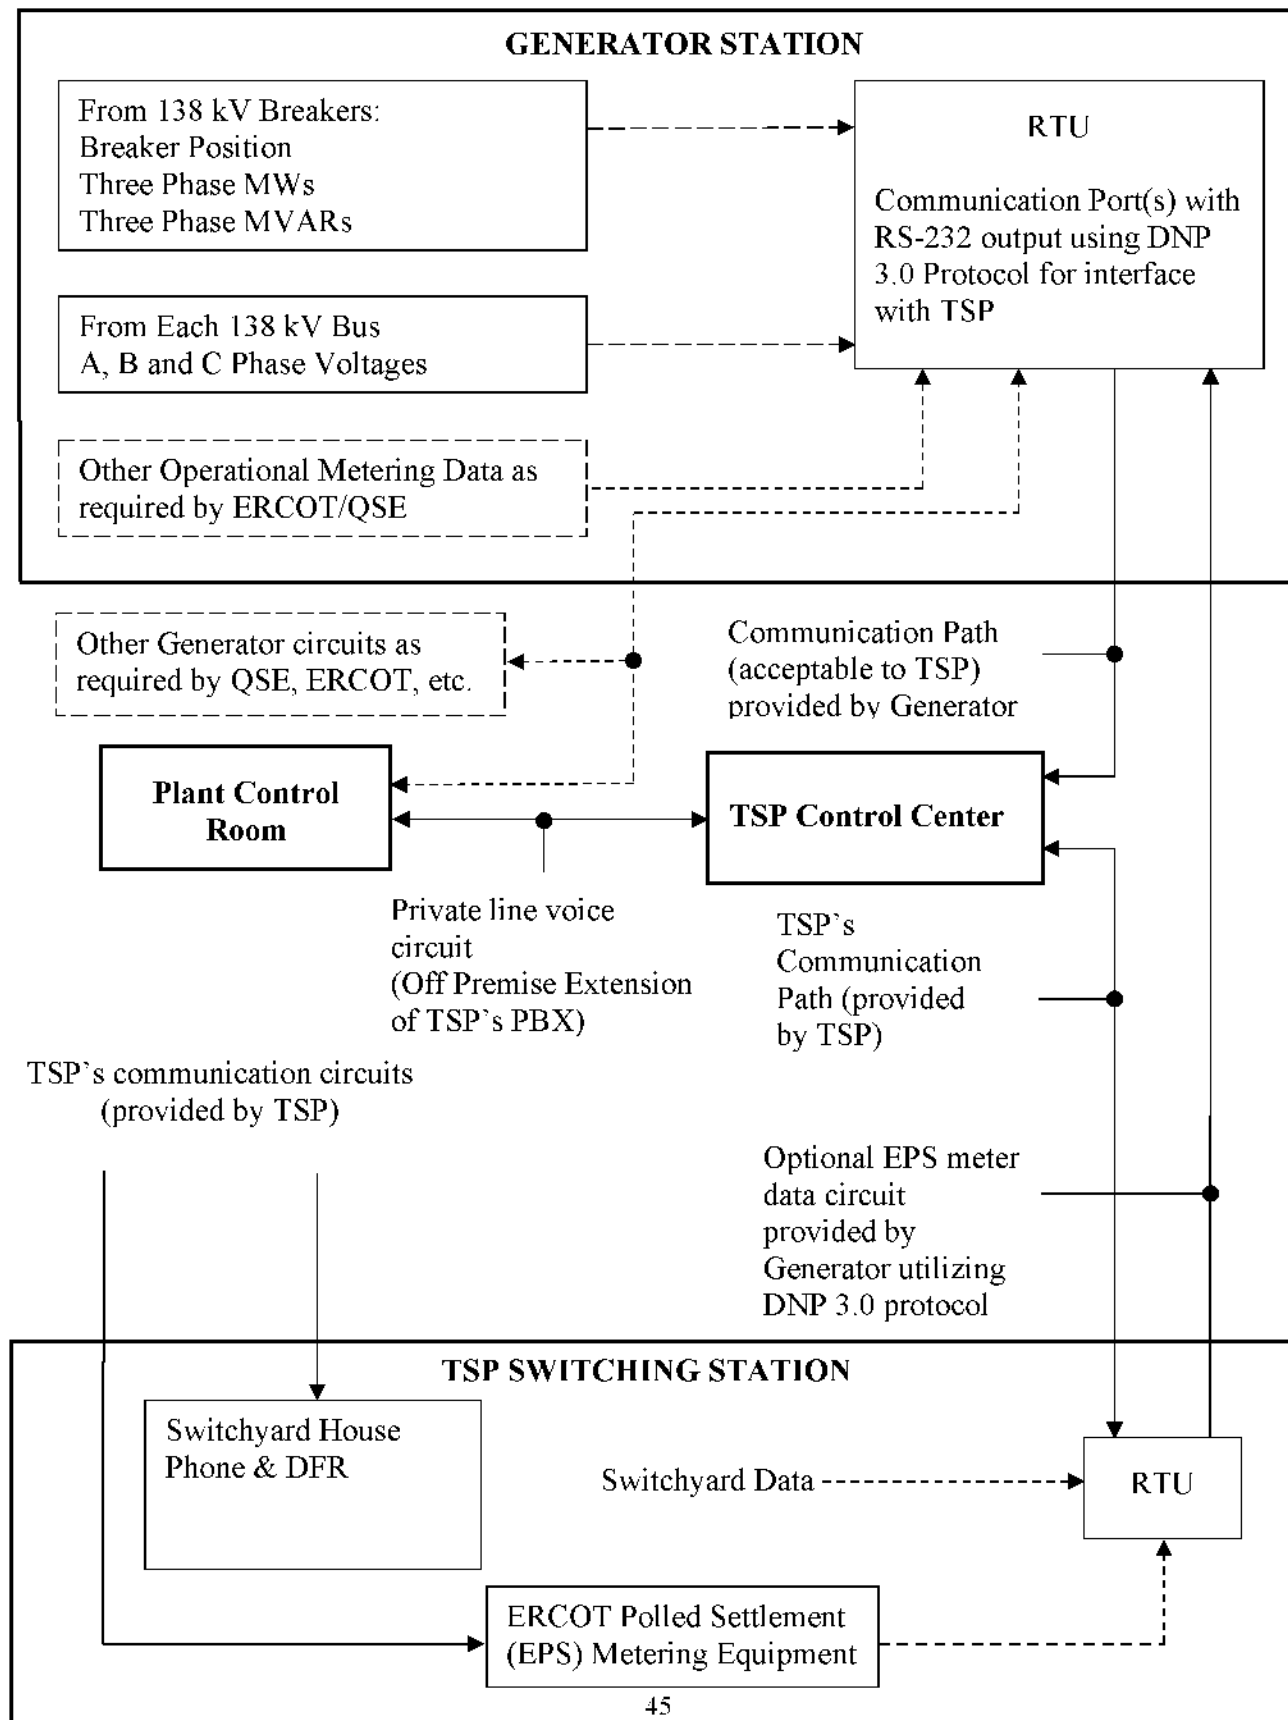 GENERATOR STATION
From 138 kV Breakers:
Breaker Position
Three Phase MWs
Three Phase MVARs
RTU
Communication Port(s) with
RS-232 output using DNP
3.0 Protocol for interface
with TSP
From Each 138 kV Bus
A, B and C Phase Voltages
Other Operational Metering Data as
required by ERCOT/QSE
Other Generator circuits as
required by QSE, ERCOT, etc.
Communication Path
(acceptable to TSP)
provided by Generator
Plant Control
Room
TSP Control Center
Private line voice
circuit
(Off Premise Extension
of TSP's PBX)
TSP's
Communication
Path (provided
by TSP)
TSP's communication circuits
(provided by TSP)
Optional EPS meter
data circuit
provided by
Generator utilizing
DNP 3.0 protocol
TSP SWITCHING STATION
Switchyard House
Phone & DFR
Switchyard Data
RTU
ERCOT Polled Settlement
(EPS) Metering Equipment
45